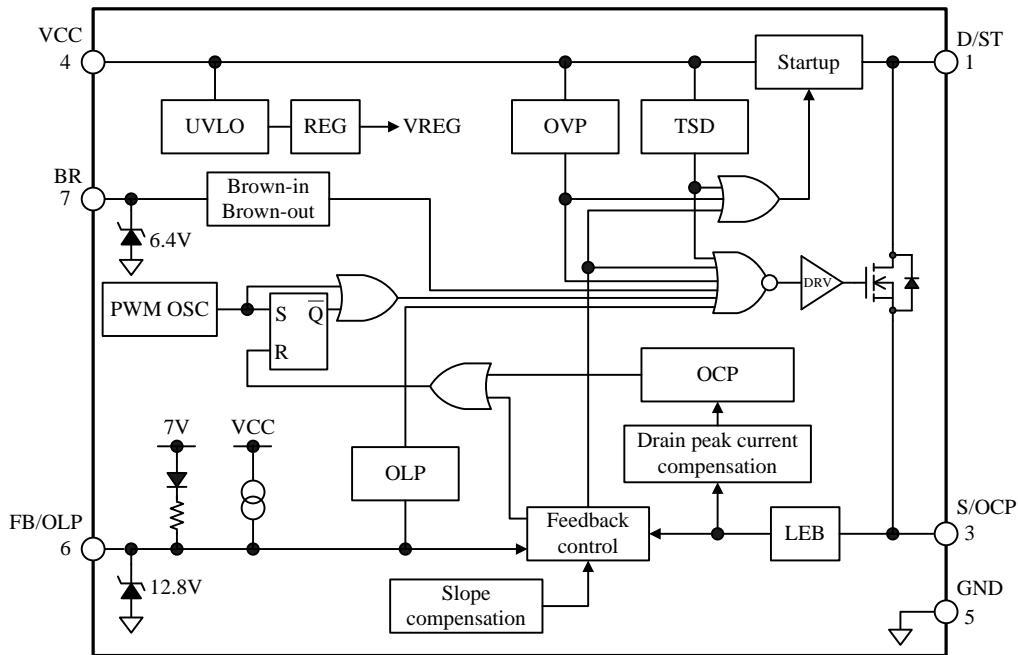 VCC
4
D/ST
1
Startup
UVLO
REG
VREG
OVP
TSD
BR
7
Brown-in
Brown-out
6.4V
PWM OSC
S
Q
R
DRV
OCP
7V
VCC
Drain peak current
compensation
OLP
FB/OLP
6
Feedback
control
LEB
S/OCP
3
12.8V
Slope
compensation
GND
5